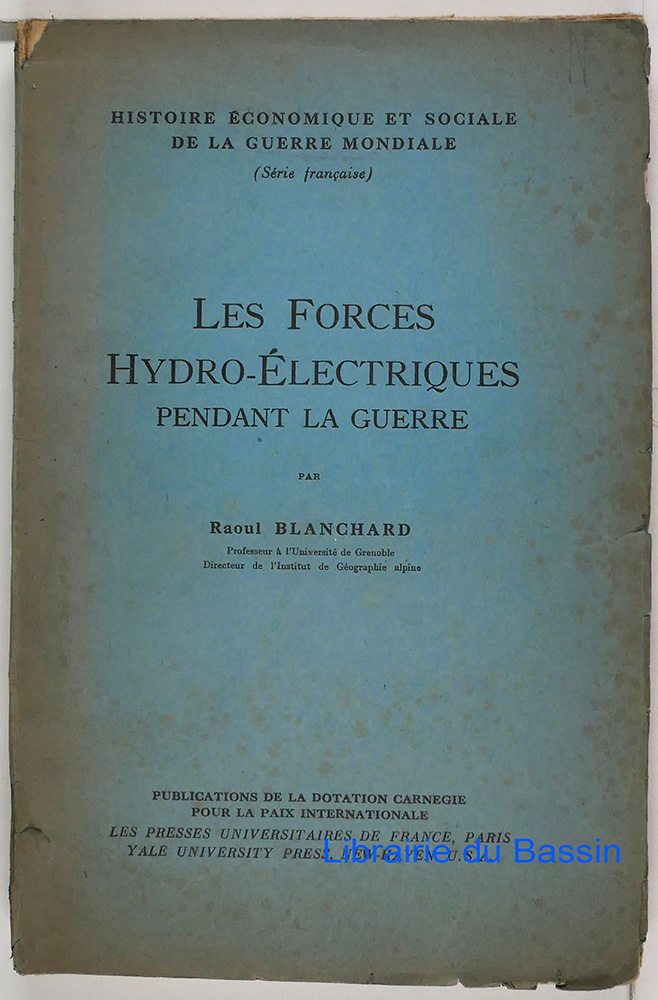 HISTOIRE ÉCONOMIQUE ET SOCIALE
DE LA GUERRE MONDIALE
(Série française)
LES FORCES
HYDRO-ÉLECTRIQUES
PENDANT LA GUERRE
PAR
Raoul BLANCHARD
Professeur à l'Université de Grenoble
Directeur de l'Institut de Géographie alpine
PUBLICATIONS DE LA DOTATION CARNEGIE
POUR LA PAIX INTERNATIONALE
LES PRESSES UNIVERSITAIRES DE FRANCE, PARIS
YALE UNIVERSITY PRESS, NEW-HAVEN U.S.A.
Librairie du Bassin